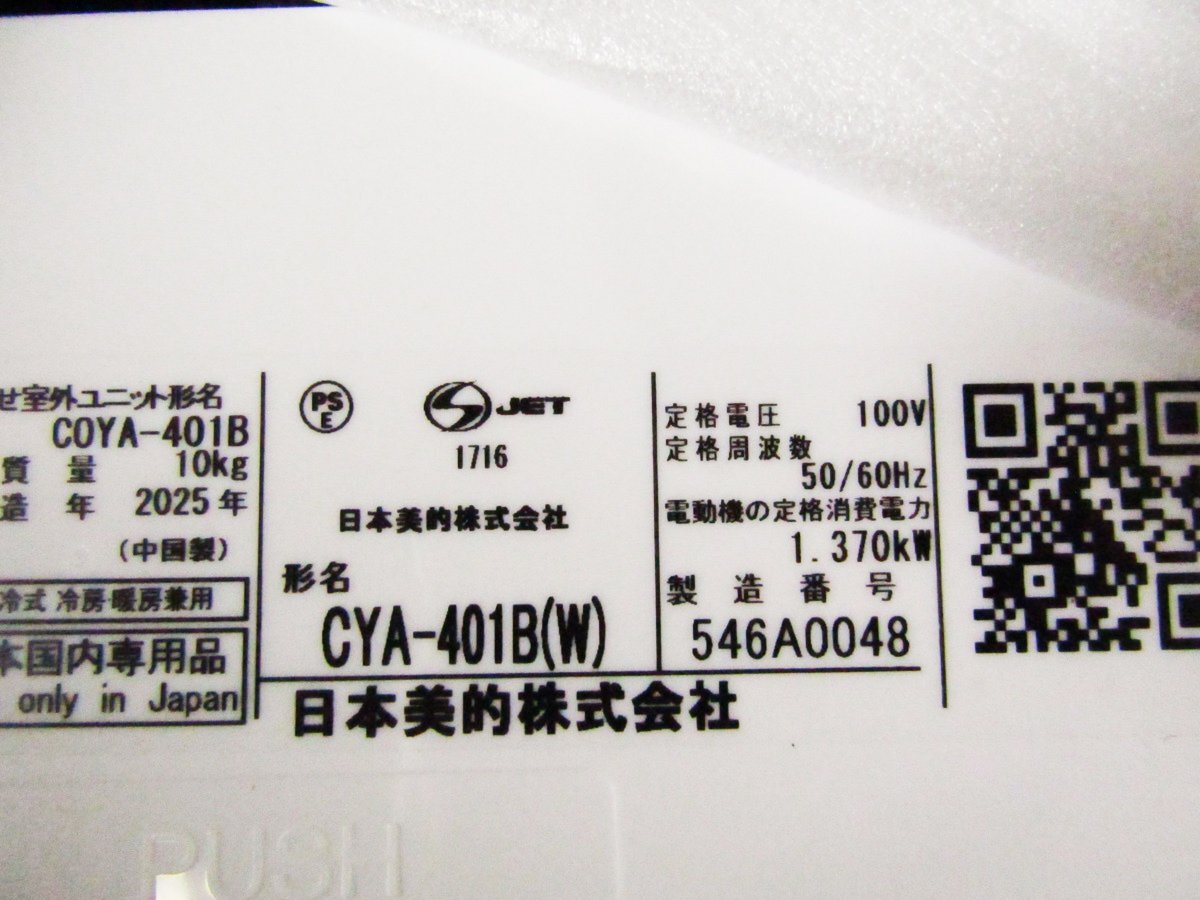 せ室外ユニット形名
COYA-401B
質 量 10kg
造 年 2025年
(中国製)
冷式 冷房・暖房兼用
本国内専用品
only in Japan
PS
E
JET
1716
日本美的株式会社
形名
CYA-401B(W)
定格電圧 100V
定格周波数
50/60Hz
電動機の定格消費電力
1.370kW
製造番号
546A0048
日本美的株式会社
PUSH